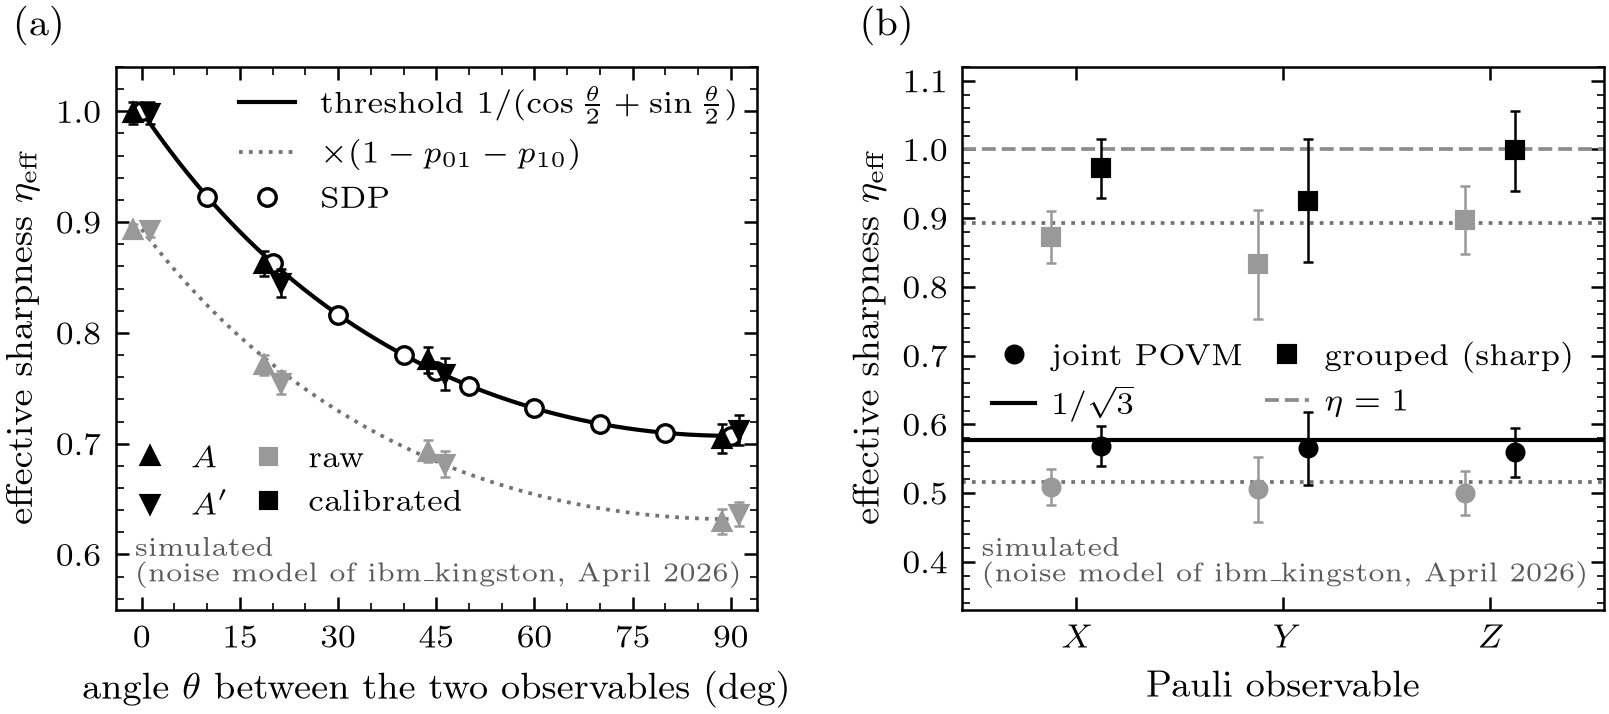 (a)
effective sharpness η_eff
1.0
0.9
0.8
0.7
0.6
threshold 1/(cos θ/2 + sin θ/2)
×(1 − p₀₁ − p₁₀)
SDP
A
raw
A′
calibrated
simulated
(noise model of ibm_kingston, April 2026)
0 15 30 45 60 75 90
angle θ between the two observables (deg)
(b)
effective sharpness η_eff
1.1
1.0
0.9
0.8
0.7
0.6
0.5
0.4
joint POVM
grouped (sharp)
1/√3
η = 1
simulated
(noise model of ibm_kingston, April 2026)
X Y Z
Pauli observable